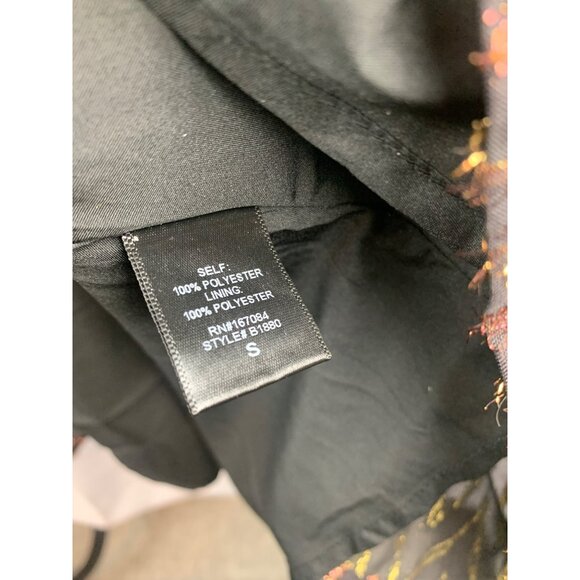 SELF:
100% POLYESTER
LINING:
100% POLYESTER
RN#167084
STYLE# B1880
S